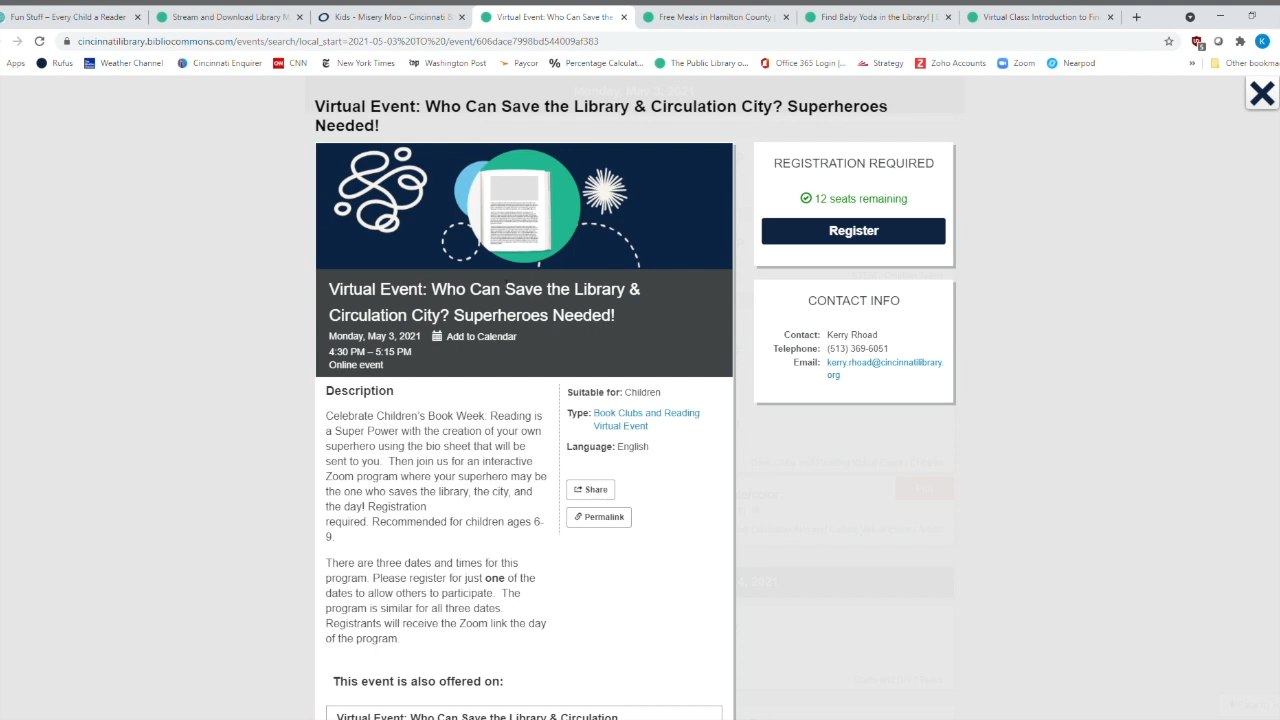 Fun Stuff – Every Child a Reader
Stream and Download Library M
Kids - Misery Moo - Cincinnati
Virtual Event: Who Can Save the
Free Meals in Hamilton County |
Find Baby Yoda in the Library! |
Virtual Class: Introduction to Fin
cincinnatilibrary.bibliocommons.com/events/search/local_start=2021-05-03%20TO%20/event/606dace7998bd544009af383
K
Apps Rufus Weather Channel Cincinnati Enquirer CNN New York Times Washington Post Paycor Percentage Calculat... The Public Library o... Office 365 Login |... Strategy Zoho Accounts Zoom Nearpod » Other bookma
Virtual Event: Who Can Save the Library & Circulation City? Superheroes
Needed!
Virtual Event: Who Can Save the Library &
Circulation City? Superheroes Needed!
Monday, May 3, 2021 Add to Calendar
4:30 PM – 5:15 PM
Online event
REGISTRATION REQUIRED
12 seats remaining
Register
CONTACT INFO
Contact: Kerry Rhoad
Telephone: (513) 369-6051
Email: kerry.rhoad@cincinnatilibrary.
org
Description
Celebrate Children's Book Week: Reading is
a Super Power with the creation of your own
superhero using the bio sheet that will be
sent to you. Then join us for an interactive
Zoom program where your superhero may be
the one who saves the library, the city, and
the day! Registration
required. Recommended for children ages 6-
9.
There are three dates and times for this
program. Please register for just one of the
dates to allow others to participate. The
program is similar for all three dates.
Registrants will receive the Zoom link the day
of the program.
Suitable for: Children
Type: Book Clubs and Reading
Virtual Event
Language: English
Share
Permalink
This event is also offered on:
Virtual Event: Who Can Save the Library & Circulation